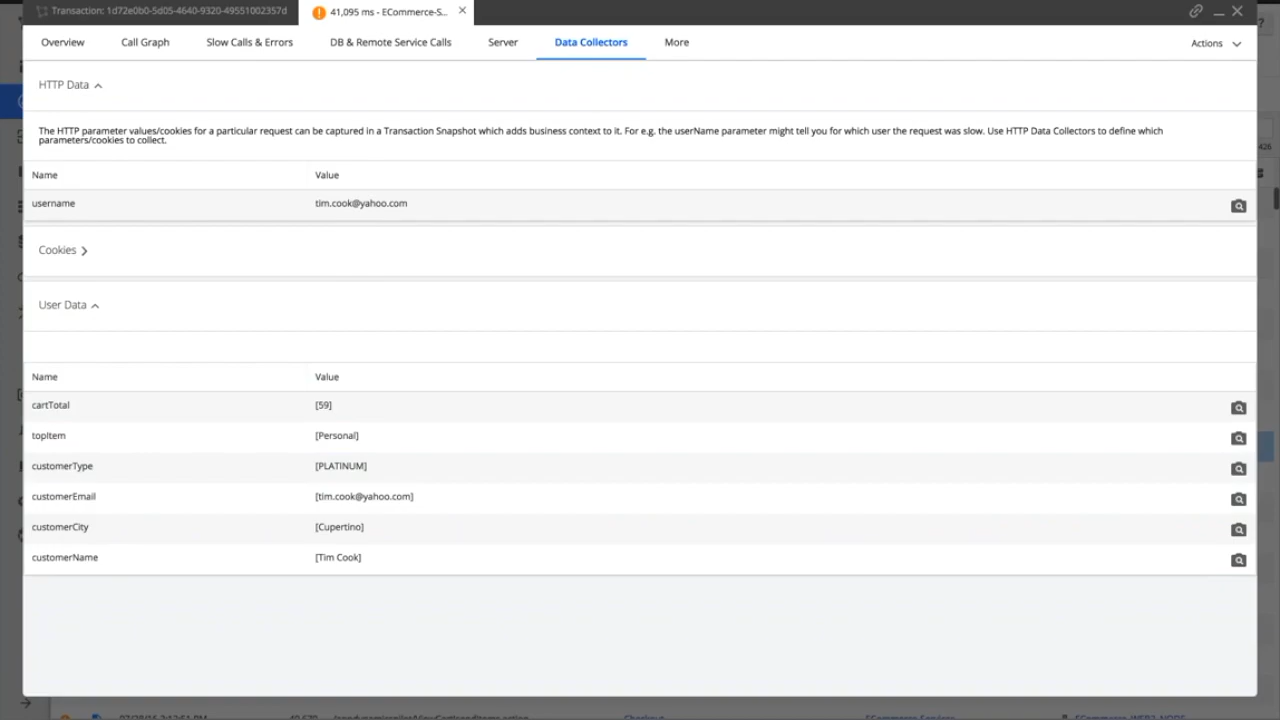 Transaction: 1d72e0b0-5d05-4640-9320-49551002357d
41,095 ms - ECommerce-S...
Overview Call Graph Slow Calls & Errors DB & Remote Service Calls Server Data Collectors More Actions
HTTP Data
The HTTP parameter values/cookies for a particular request can be captured in a Transaction Snapshot which adds business context to it. For e.g. the userName parameter might tell you for which user the request was slow. Use HTTP Data Collectors to define which
parameters/cookies to collect.
Name Value
username tim.cook@yahoo.com
Cookies
User Data
Name Value
cartTotal [59]
topItem [Personal]
customerType [PLATINUM]
customerEmail [tim.cook@yahoo.com]
customerCity [Cupertino]
customerName [Tim Cook]